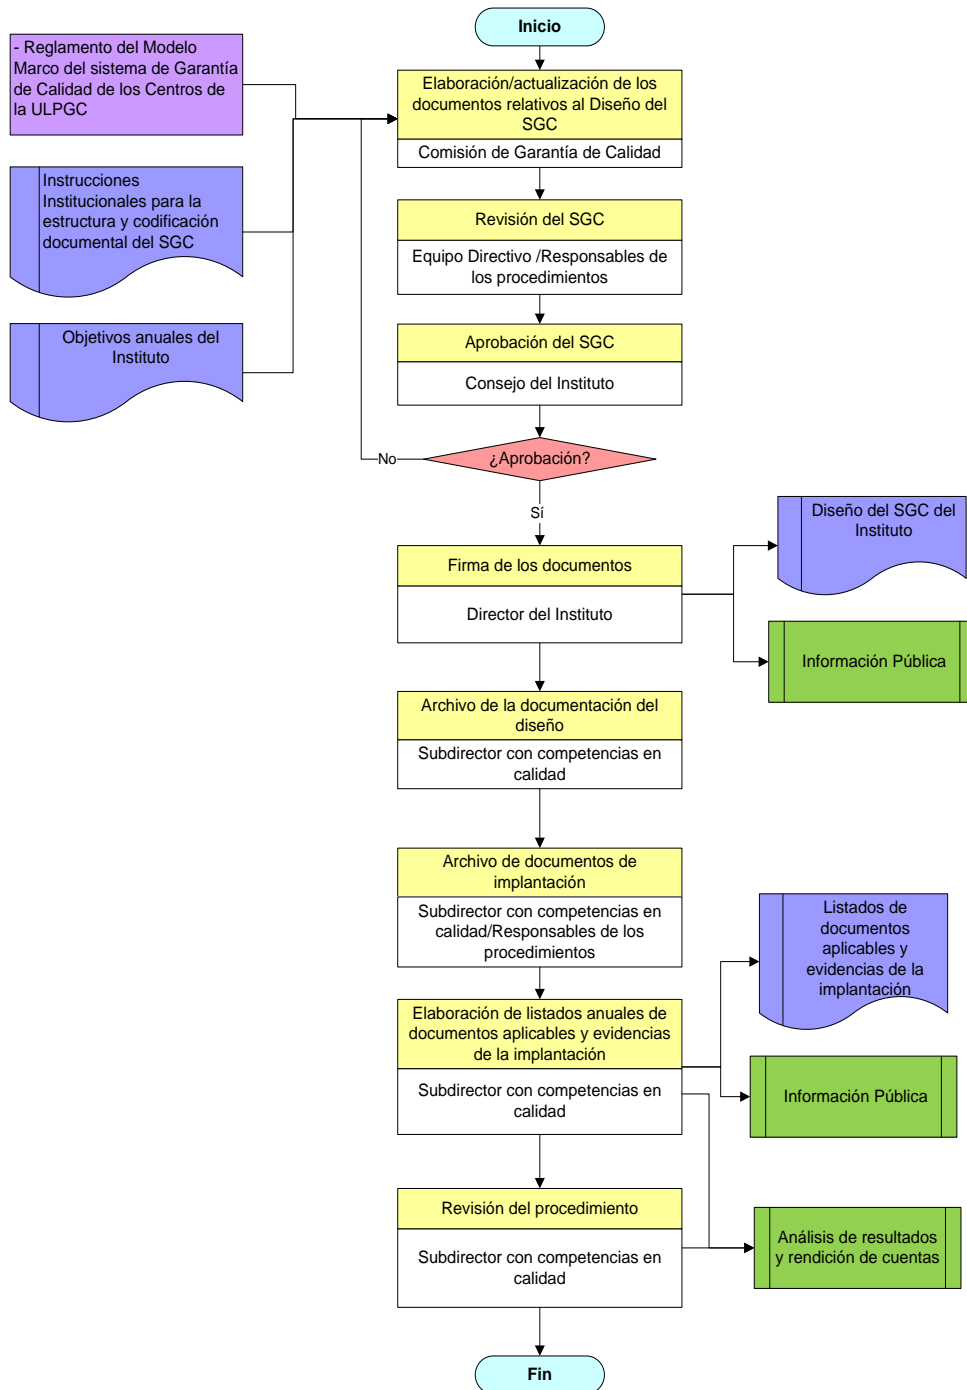 Inicio
- Reglamento del Modelo
Marco del sistema de Garantía
de Calidad de los Centros de
la ULPGC
Elaboración/actualización de los
documentos relativos al Diseño del
SGC
Comisión de Garantía de Calidad
Instrucciones
Institucionales para la
estructura y codificación
documental del SGC
Revisión del SGC
Equipo Directivo /Responsables de
los procedimientos
Objetivos anuales del
Instituto
Aprobación del SGC
Consejo del Instituto
¿Aprobación?
No
Sí
Diseño del SGC del
Instituto
Firma de los documentos
Director del Instituto
Información Pública
Archivo de la documentación del
diseño
Subdirector con competencias en
calidad
Archivo de documentos de
implantación
Subdirector con competencias en
calidad/Responsables de los
procedimientos
Listados de
documentos
aplicables y
evidencias de la
implantación
Elaboración de listados anuales de
documentos aplicables y evidencias
de la implantación
Subdirector con competencias en
calidad
Información Pública
Revisión del procedimiento
Subdirector con competencias en
calidad
Análisis de resultados
y rendición de cuentas
Fin